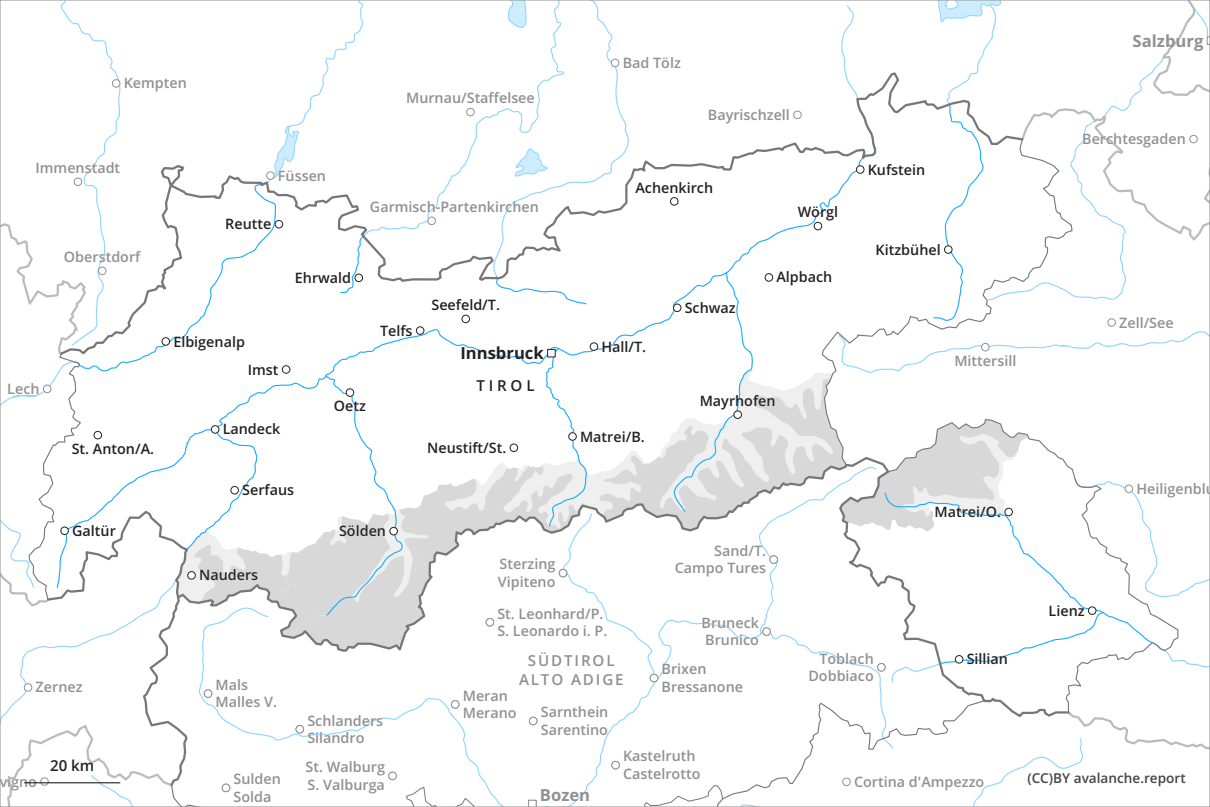 Salzburg
Bad Tölz
Kempten
Murnau/Staffelsee
Bayrischzell
Berchtesgaden
Immenstadt
Füssen
Kufstein
Achenkirch
Garmisch-Partenkirchen
Wörgl
Reutte
Kitzbühel
Oberstdorf
Ehrwald
Alpbach
Seefeld/T.
Schwaz
Zell/See
Telfs
Elbigenalp
Innsbruck
Hall/T.
Mittersill
Imst
TIROL
Lech
Oetz
Mayrhofen
Landeck
Matrei/B.
St. Anton/A.
Neustift/St.
Serfaus
Matrei/O.
Galtür
Sölden
Sand/T.
Campo Tures
Sterzing
Vipiteno
Nauders
St. Leonhard/P.
S. Leonardo i. P.
Lienz
Bruneck
Brunico
SÜDTIROL
ALTO ADIGE
Toblach
Dobbiaco
Sillian
Brixen
Bressanone
Zernez
Mals
Malles V.
Meran
Merano
Sarnthein
Sarentino
Schlanders
Silandro
Kastelruth
Castelrotto
20 km
St. Walburg
S. Valburga
Sulden
Solda
Cortina d'Ampezzo
(CC)BY avalanche.report
Bozen